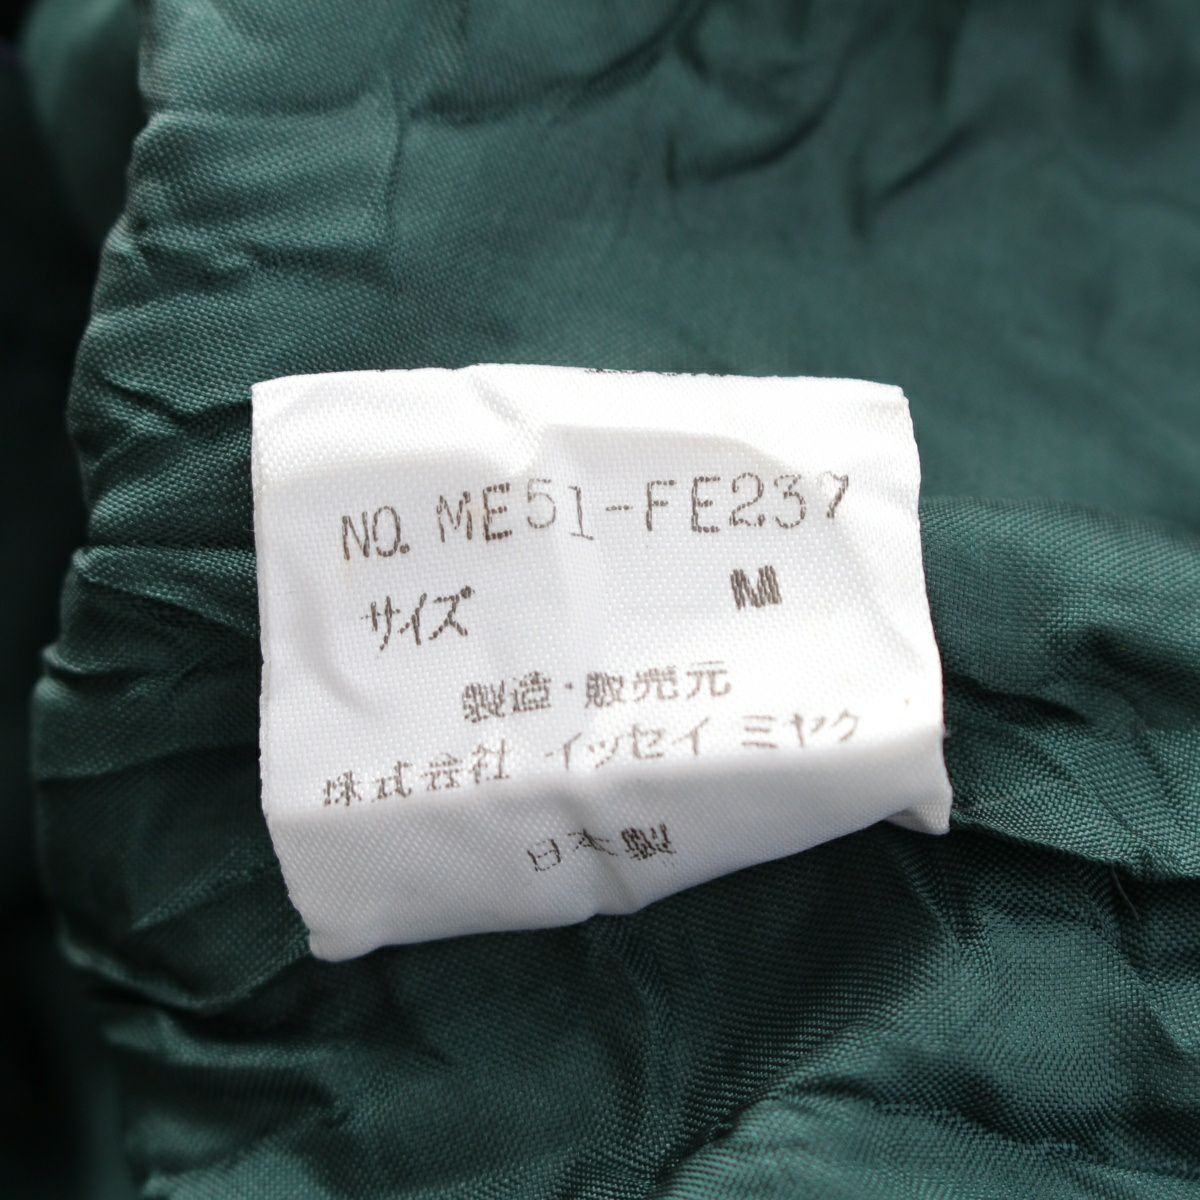 NO. ME51-FE237
サイズ M
製造・販売元
株式会社 イッセイ ミヤケ
日本製